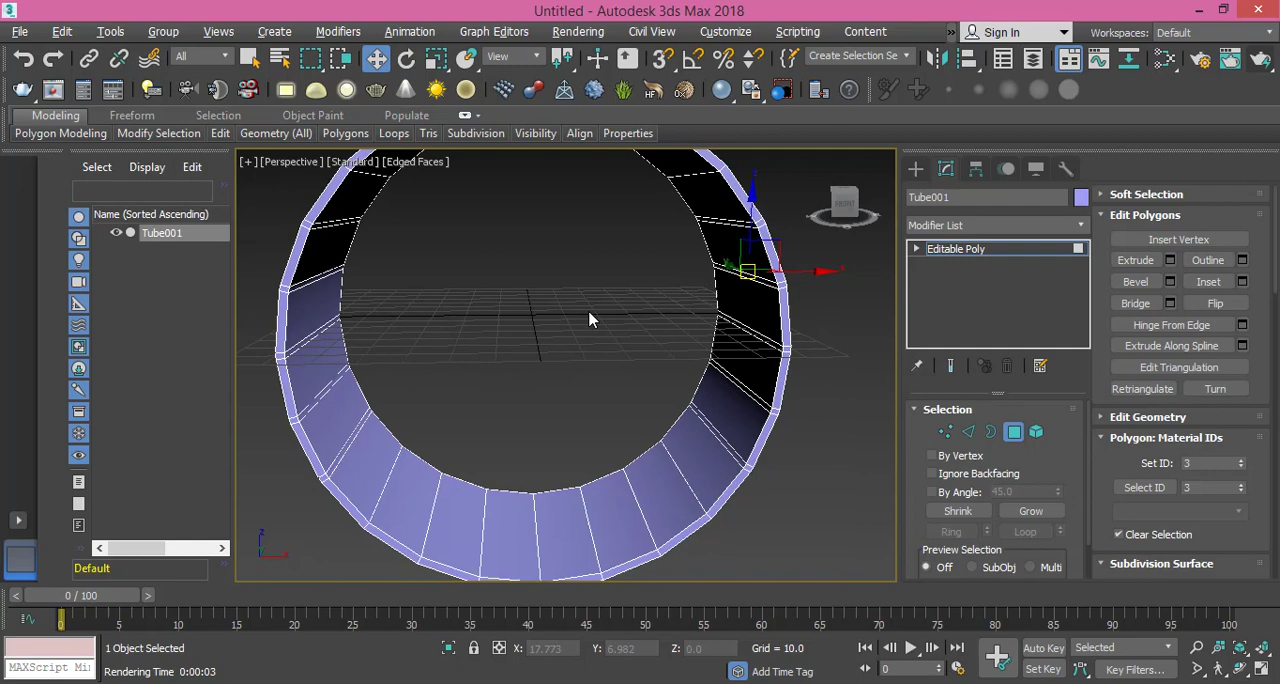 Untitled - Autodesk 3ds Max 2018
File Edit Tools Group Views Create Modifiers Animation Graph Editors Rendering Civil View Customize Scripting Content Sign In Workspaces: Default
All View Create Selection Se
Modeling Freeform Selection Object Paint Populate
Polygon Modeling Modify Selection Edit Geometry (All) Polygons Loops Tris Subdivision Visibility Align Properties
Select Display Edit
Name (Sorted Ascending)
Tube001
Default
[+] [Perspective] [Standard] [Edged Faces]
FRONT
Tube001
Modifier List
Editable Poly
Selection
By Vertex
Ignore Backfacing
By Angle: 45.0
Shrink Grow
Ring Loop
Preview Selection
Off SubObj Multi
Soft Selection
Edit Polygons
Insert Vertex
Extrude Outline
Bevel Inset
Bridge Flip
Hinge From Edge
Extrude Along Spline
Edit Triangulation
Retriangulate Turn
Edit Geometry
Polygon: Material IDs
Set ID: 3
Select ID 3
Clear Selection
Subdivision Surface
0 / 100
0 5 10 15 20 25 30 35 40 45 50 55 60 65 70 75 80 85 90 95 100
1 Object Selected X: 17.773 Y: 6.982 Z: 0.0 Grid = 10.0 Auto Key Selected
MAXScript Mi Rendering Time 0:00:03 Add Time Tag 0 Set Key Key Filters...